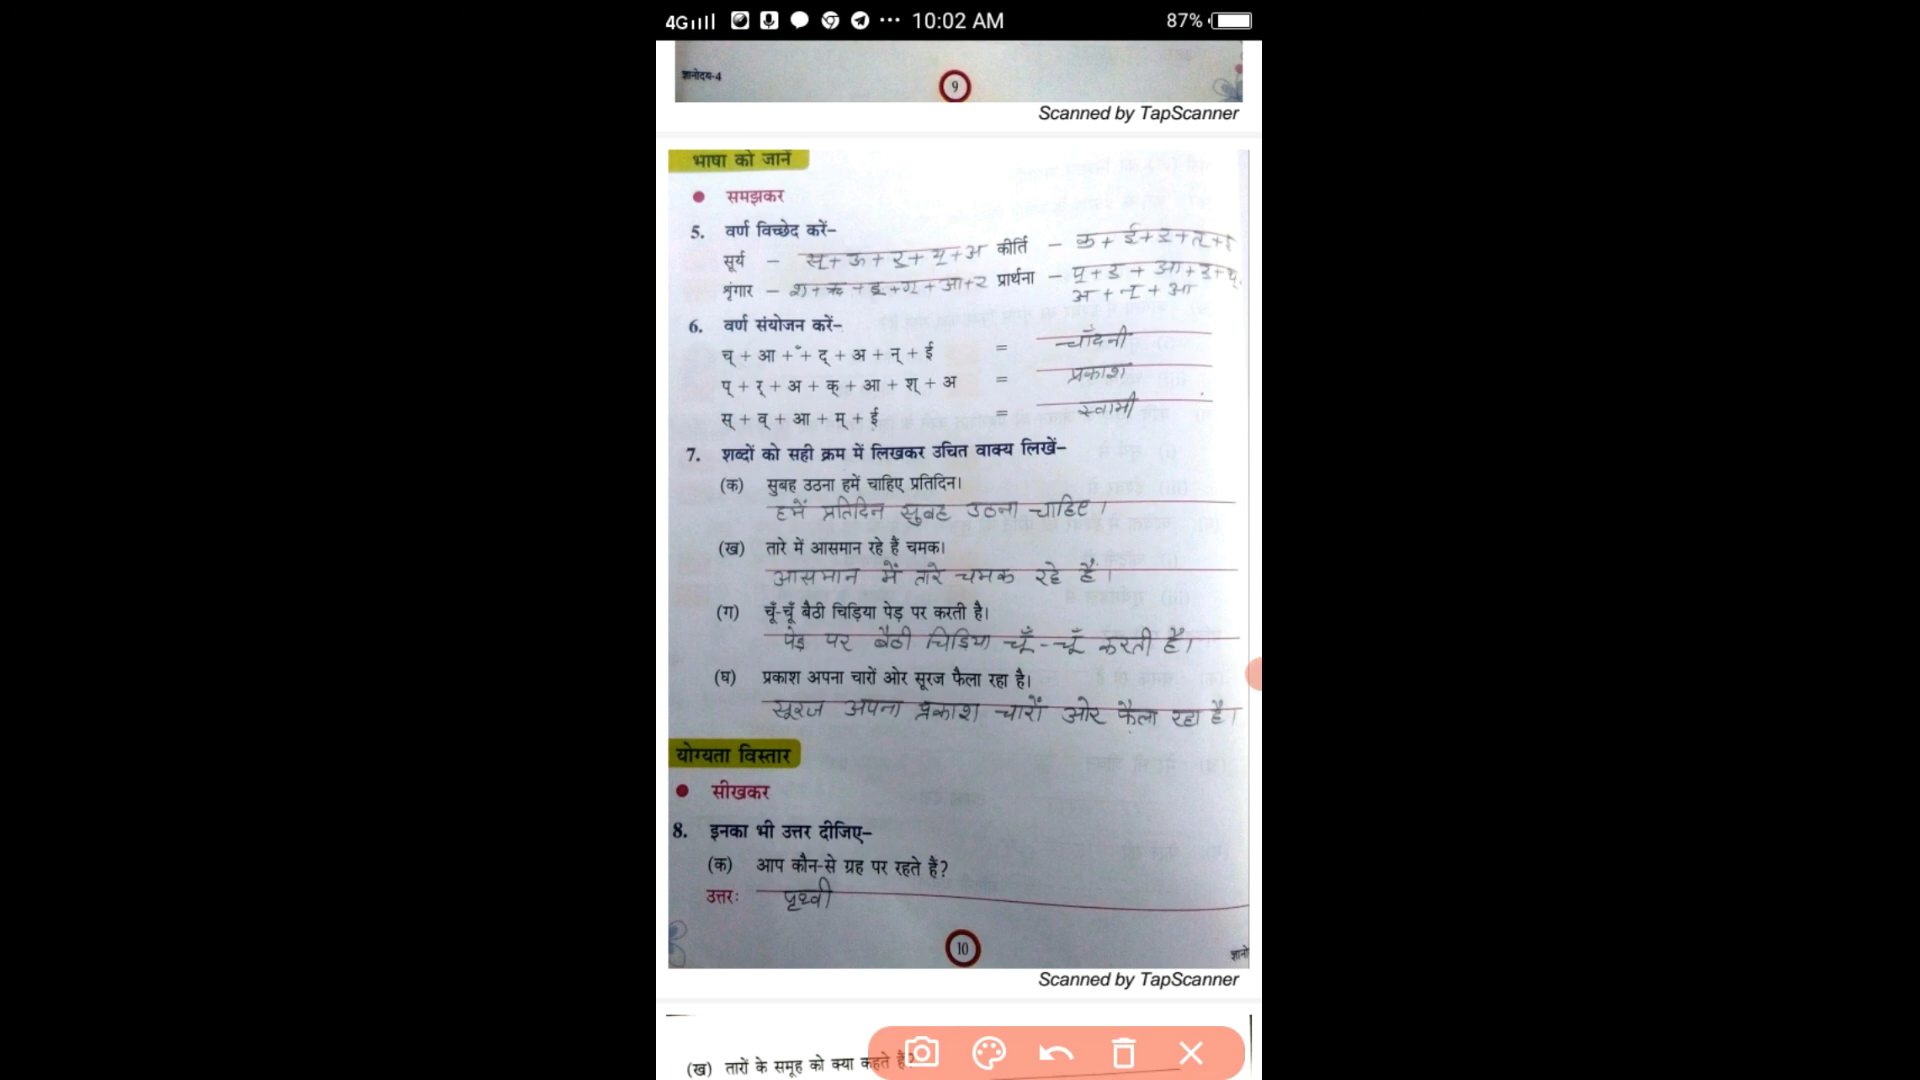 4G 10:02 AM 87%
ज्ञानोदय-4
9
Scanned by TapScanner
भाषा को जानें
● समझकर
5. वर्ण विच्छेद करें–
सूर्य – स्+ऊ+र्+य्+अ कीर्ति – क्+ई+र्+त्+इ
शृंगार – श्+ऋ+ङ्+ग्+आ+र प्रार्थना – प्+र्+आ+र्+थ्+
अ+न्+आ
6. वर्ण संयोजन करें–
च् + आ + ँ + द् + अ + न् + ई = चाँदनी
प् + र् + अ + क् + आ + श् + अ = प्रकाश
स् + व् + आ + म् + ई = स्वामी
7. शब्दों को सही क्रम में लिखकर उचित वाक्य लिखें–
(क) सुबह उठना हमें चाहिए प्रतिदिन।
हमें प्रतिदिन सुबह उठना चाहिए।
(ख) तारे में आसमान रहे हैं चमक।
आसमान में तारे चमक रहे हैं।
(ग) चूँ-चूँ बैठी चिड़िया पेड़ पर करती है।
पेड़ पर बैठी चिड़िया चूँ-चूँ करती है।
(घ) प्रकाश अपना चारों ओर सूरज फैला रहा है।
सूरज अपना प्रकाश चारों ओर फैला रहा है।
योग्यता विस्तार
● सीखकर
8. इनका भी उत्तर दीजिए–
(क) आप कौन-से ग्रह पर रहते हैं?
उत्तरः पृथ्वी
10
ज्ञानो
Scanned by TapScanner
(ख) तारों के समूह को क्या कहते हैं?